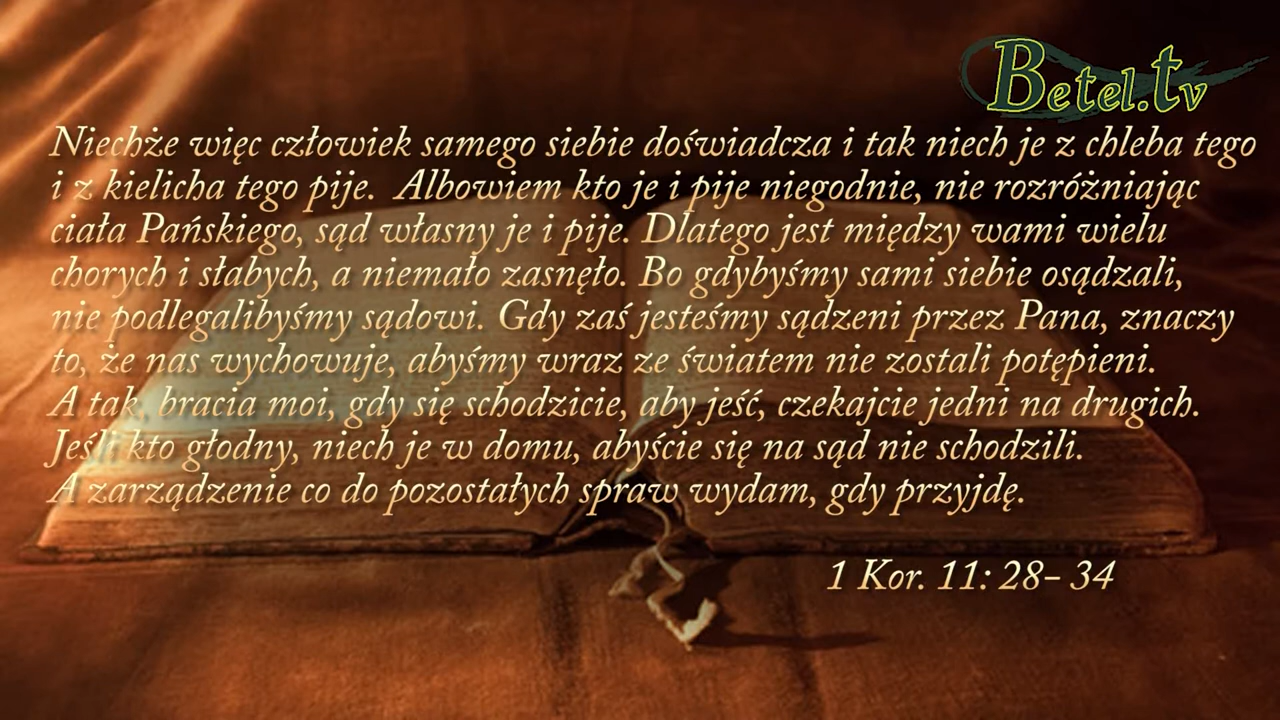 Betel.tv
Niechże więc człowiek samego siebie doświadcza i tak niech je z chleba tego
i z kielicha tego pije. Albowiem kto je i pije niegodnie, nie rozróżniając
ciała Pańskiego, sąd własny je i pije. Dlatego jest między wami wielu
chorych i słabych, a niemało zasnęło. Bo gdybyśmy sami siebie osądzali,
nie podlegalibyśmy sądowi. Gdy zaś jesteśmy sądzeni przez Pana, znaczy
to, że nas wychowuje, abyśmy wraz ze światem nie zostali potępieni.
A tak, bracia moi, gdy się schodzicie, aby jeść, czekajcie jedni na drugich.
Jeśli kto głodny, niech je w domu, abyście się na sąd nie schodzili.
A zarządzenie co do pozostałych spraw wydam, gdy przyjdę.
1 Kor. 11: 28- 34